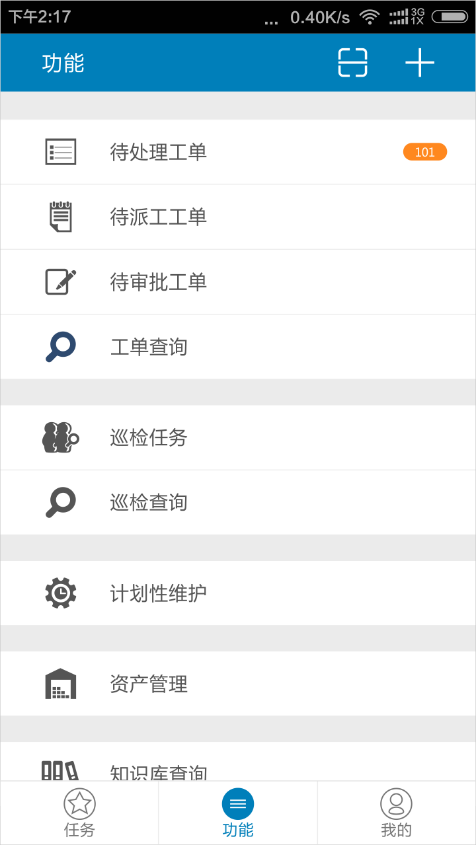 下午2:17 ... 0.40K/s 3G 1X
功能
待处理工单 101
待派工工单
待审批工单
工单查询
巡检任务
巡检查询
计划性维护
资产管理
知识库查询
任务 功能 我的